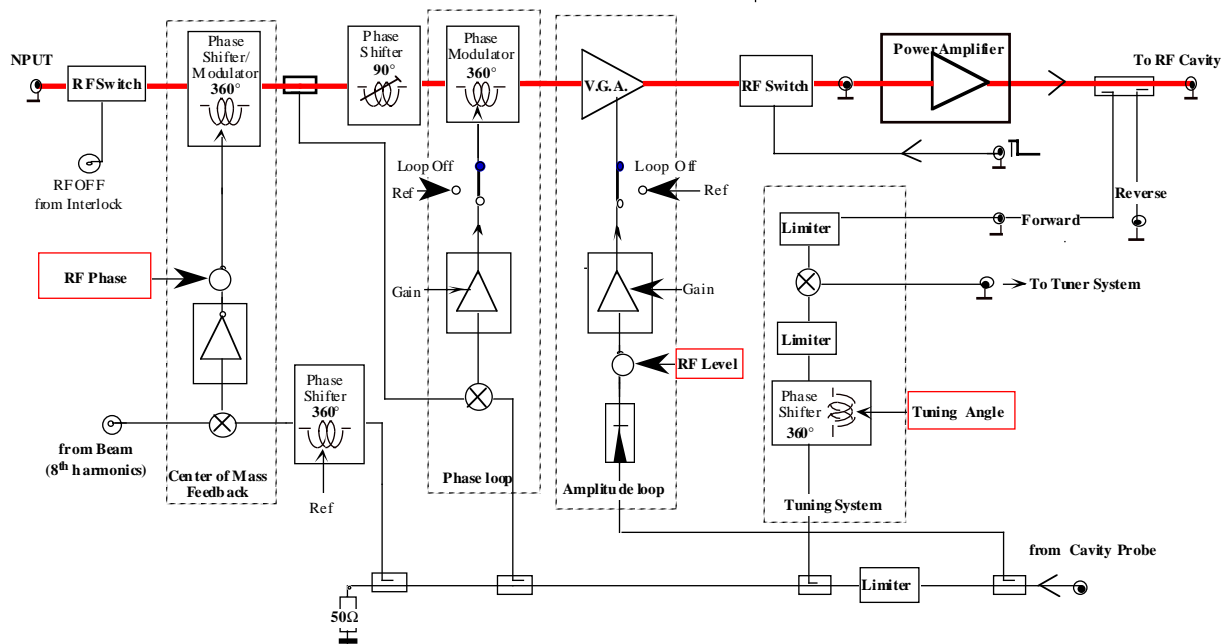 NPUT
RFSwitch
RFOFF
from Interlock
Phase
Shifter/
Modulator
360°
Phase
Shifter
90°
Phase
Modulator
360°
V.G.A.
RF Switch
PowerAmplifier
To RF Cavity
Loop Off
Ref
Loop Off
Ref
Reverse
Forward
Limiter
To Tuner System
RF Phase
Gain
Gain
Limiter
RF Level
Phase
Shifter
360°
Phase
Shifter
360°
Tuning Angle
from Beam
(8th harmonics)
Center of Mass
Feedback
Ref
Phase loop
Amplitude loop
Tuning System
from Cavity Probe
Limiter
50Ω